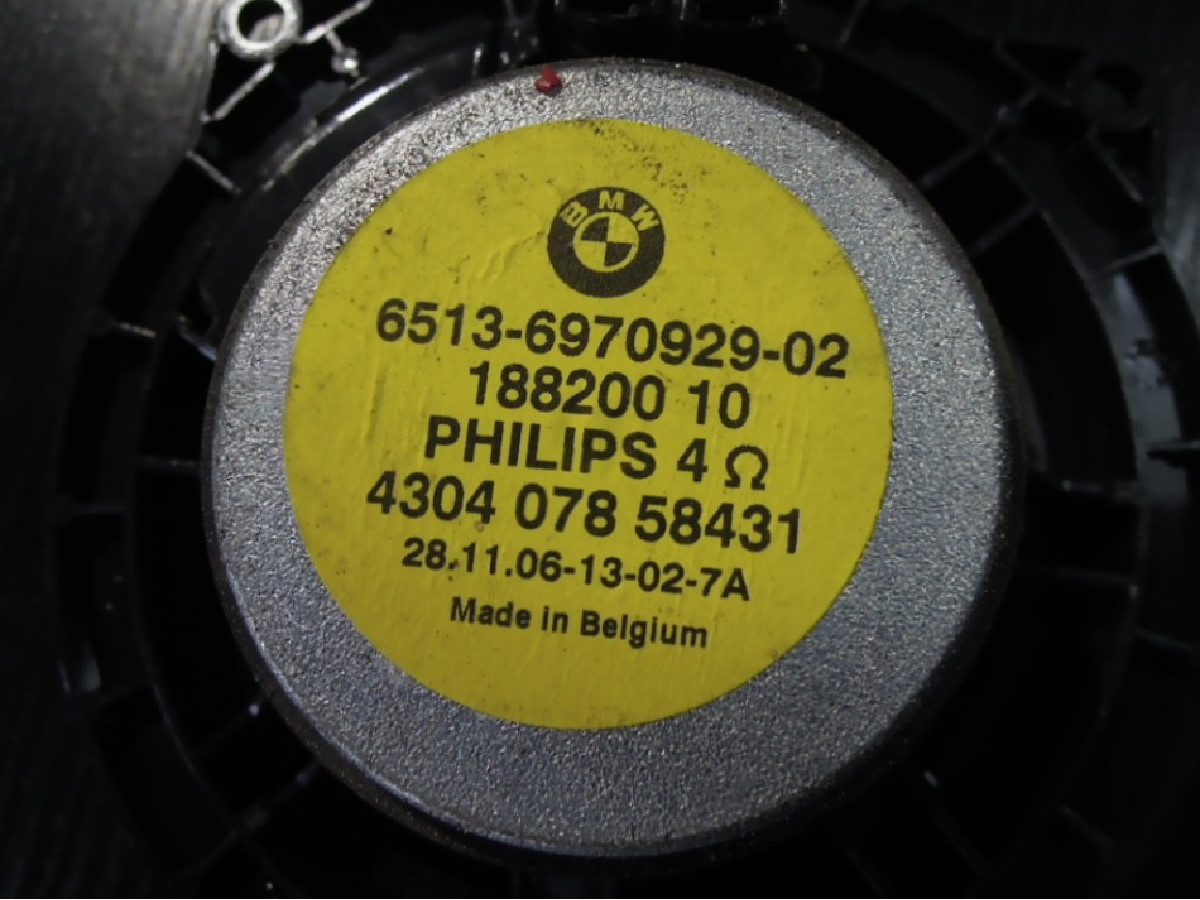 BMW
6513-6970929-02
188200 10
PHILIPS 4 Ω
4304 078 58431
28.11.06-13-02-7A
Made in Belgium